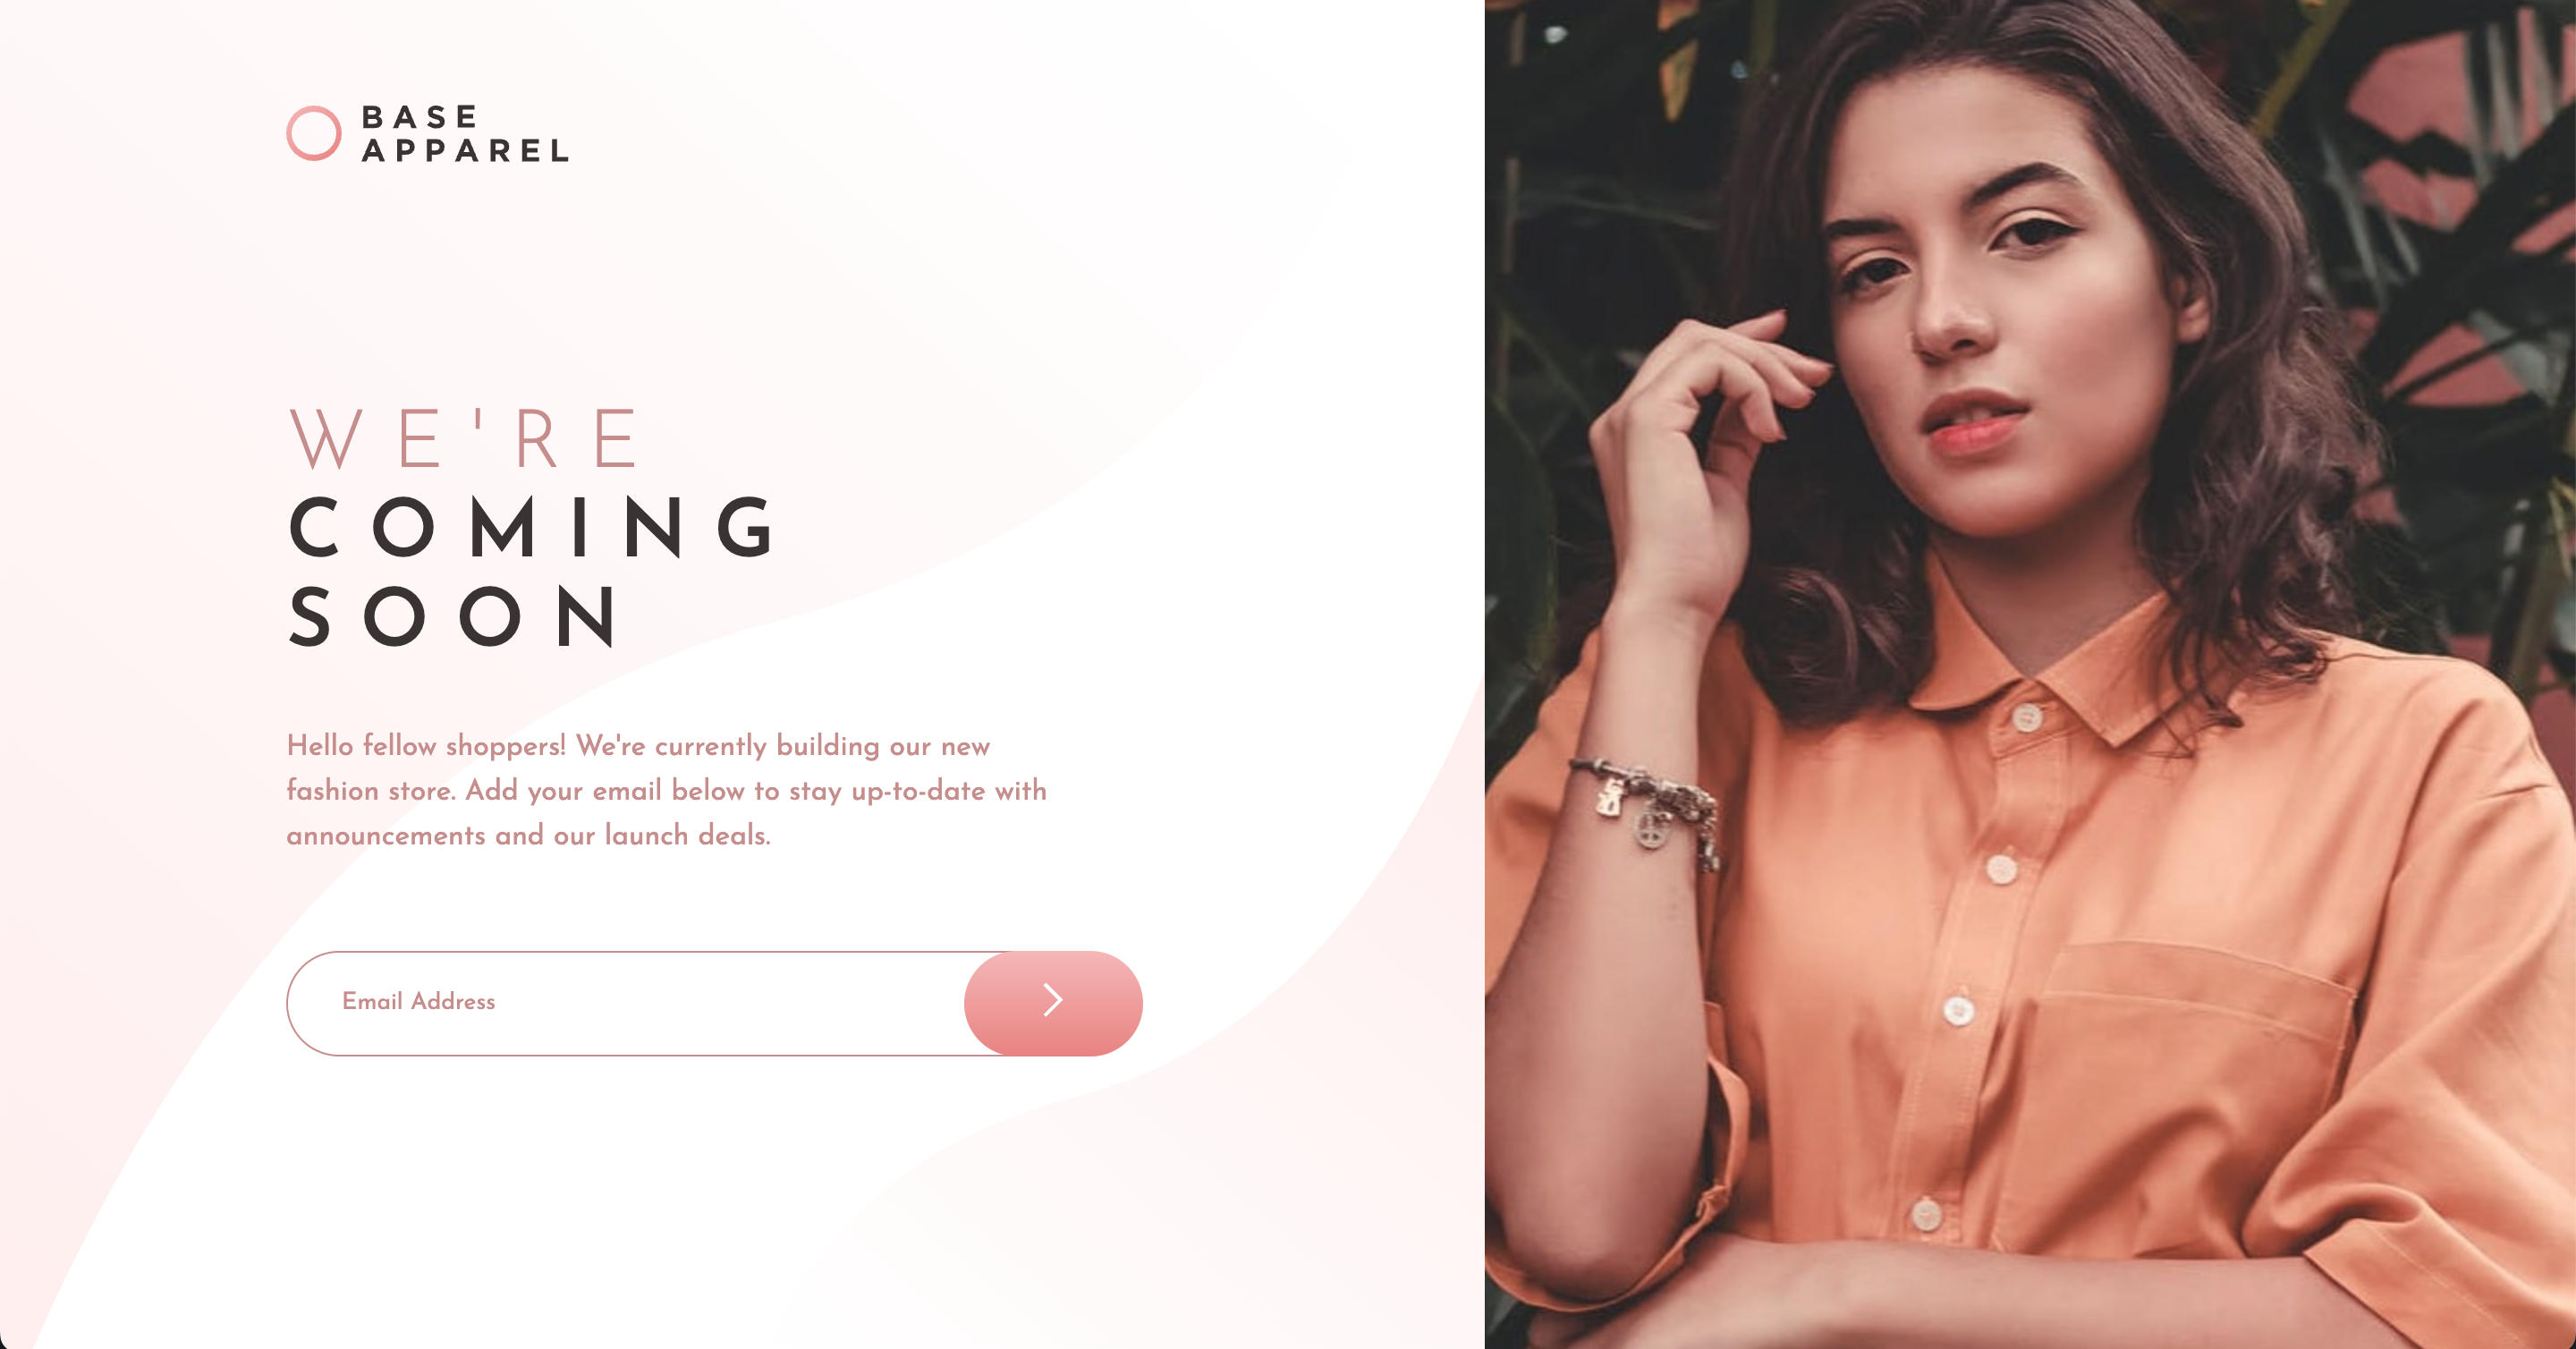 BASE
APPAREL
WE'RE
COMING
SOON
Hello fellow shoppers! We're currently building our new
fashion store. Add your email below to stay up-to-date with
announcements and our launch deals.
Email Address